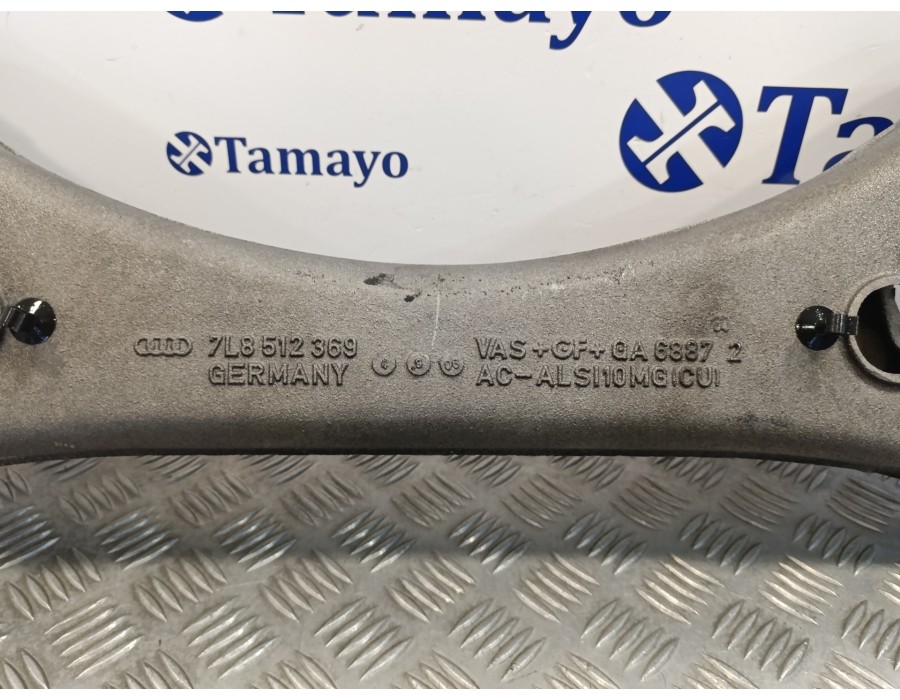 Tamayo
Tamayo
Ta
7L8 512 369
GERMANY
VAS +GF+ GA 6887 2
AC-ALSI10MG(CU)